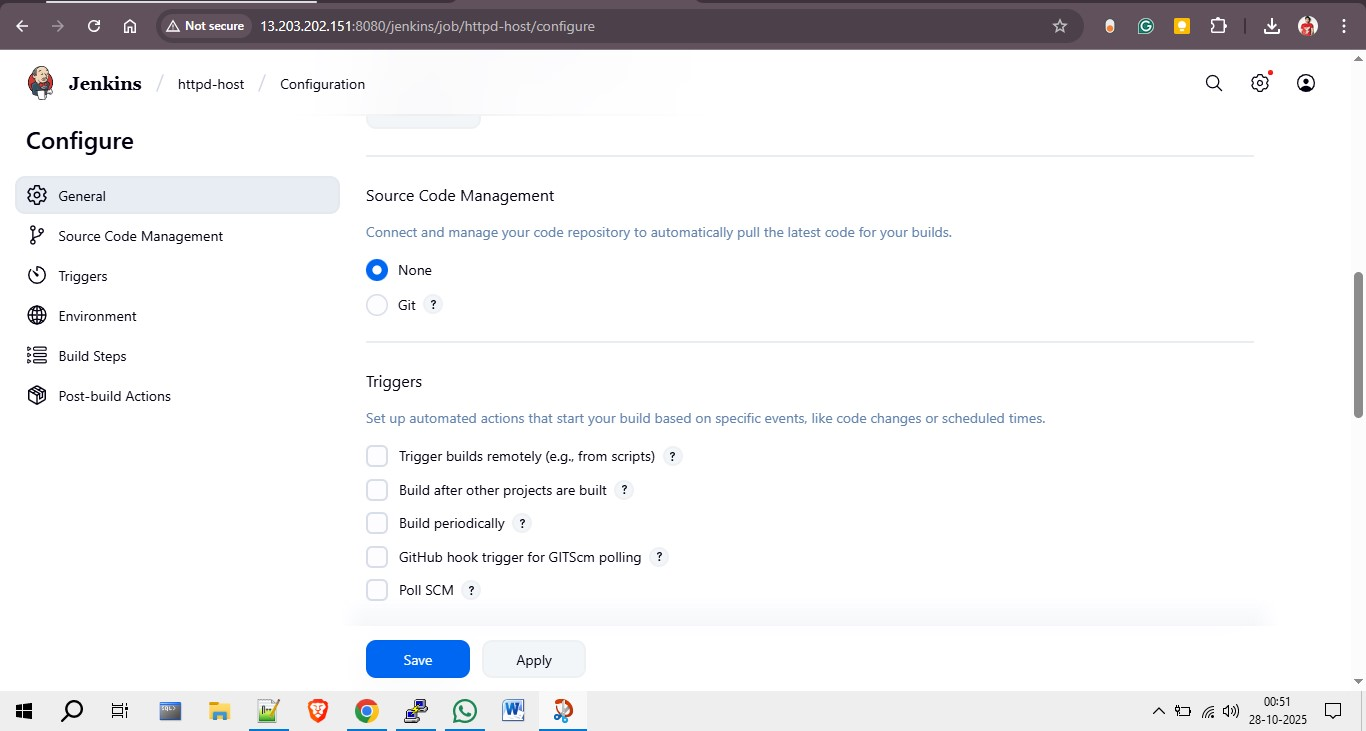 Not secure 13.203.202.151:8080/jenkins/job/httpd-host/configure
Jenkins / httpd-host / Configuration
Configure
General
Source Code Management
Triggers
Environment
Build Steps
Post-build Actions
Source Code Management
Connect and manage your code repository to automatically pull the latest code for your builds.
None
Git ?
Triggers
Set up automated actions that start your build based on specific events, like code changes or scheduled times.
Trigger builds remotely (e.g., from scripts) ?
Build after other projects are built ?
Build periodically ?
GitHub hook trigger for GITScm polling ?
Poll SCM ?
Save Apply
00:51
28-10-2025